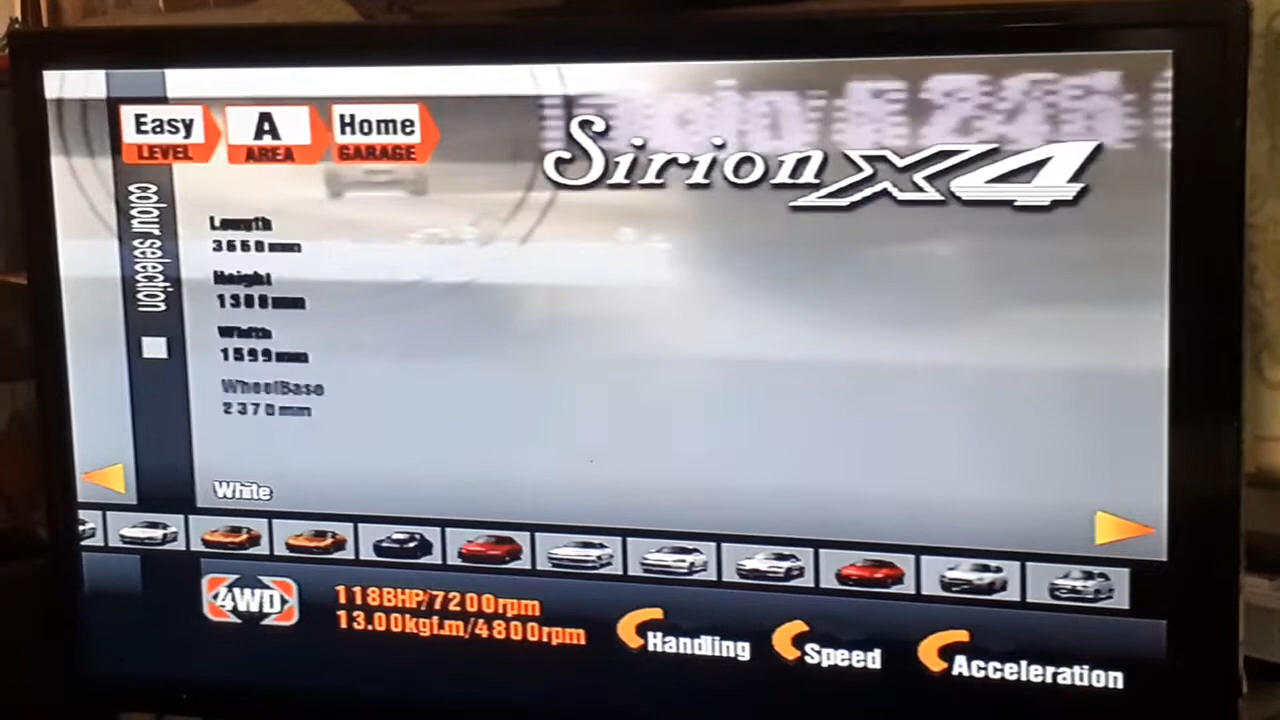 Easy
LEVEL
A
AREA
Home
GARAGE
Sirion X4
colour selection
Length
3660mm
Height
Width
1599mm
WheelBase
2370mm
White
4WD
118BHP/7200rpm
13.00kgf.m/4800rpm
Handling
Speed
Acceleration